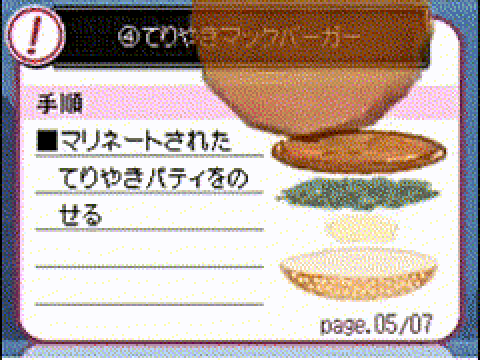 ④てりやきマックバーガー
手順
■マリネートされた
てりやきパティをの
せる
page.05/07